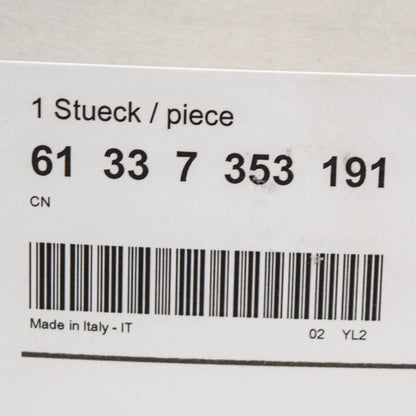 1 Stueck / piece
61 33 7 353 191
CN
Made in Italy - IT 02 YL2